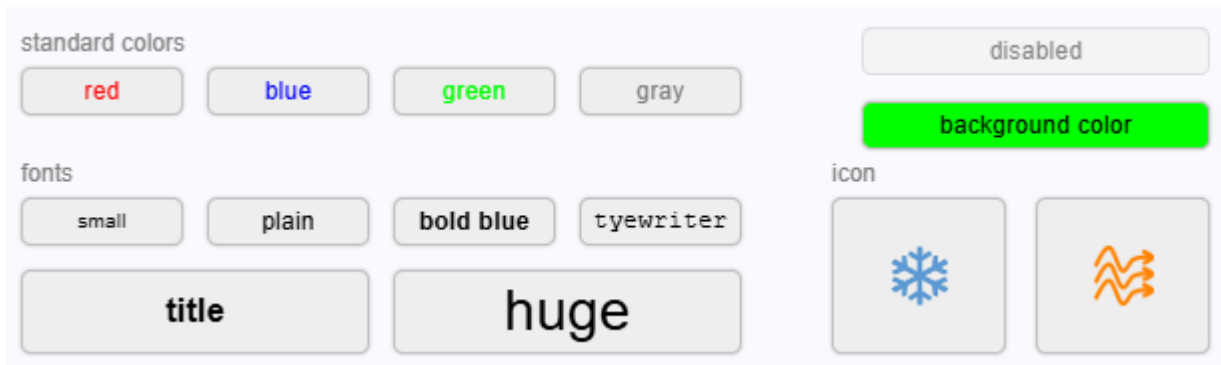 standard colors
disabled
red
blue
green
gray
background color
fonts
icon
small
plain
bold blue
tyewriter
title
huge